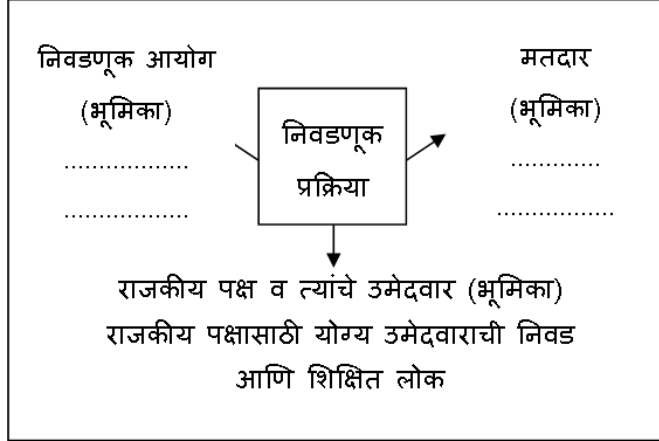 निवडणूक आयोग
(भूमिका)
.................
.................
निवडणूक
प्रक्रिया
मतदार
(भूमिका)
............
................
राजकीय पक्ष व त्यांचे उमेदवार (भूमिका)
राजकीय पक्षासाठी योग्य उमेदवाराची निवड
आणि शिक्षित लोक